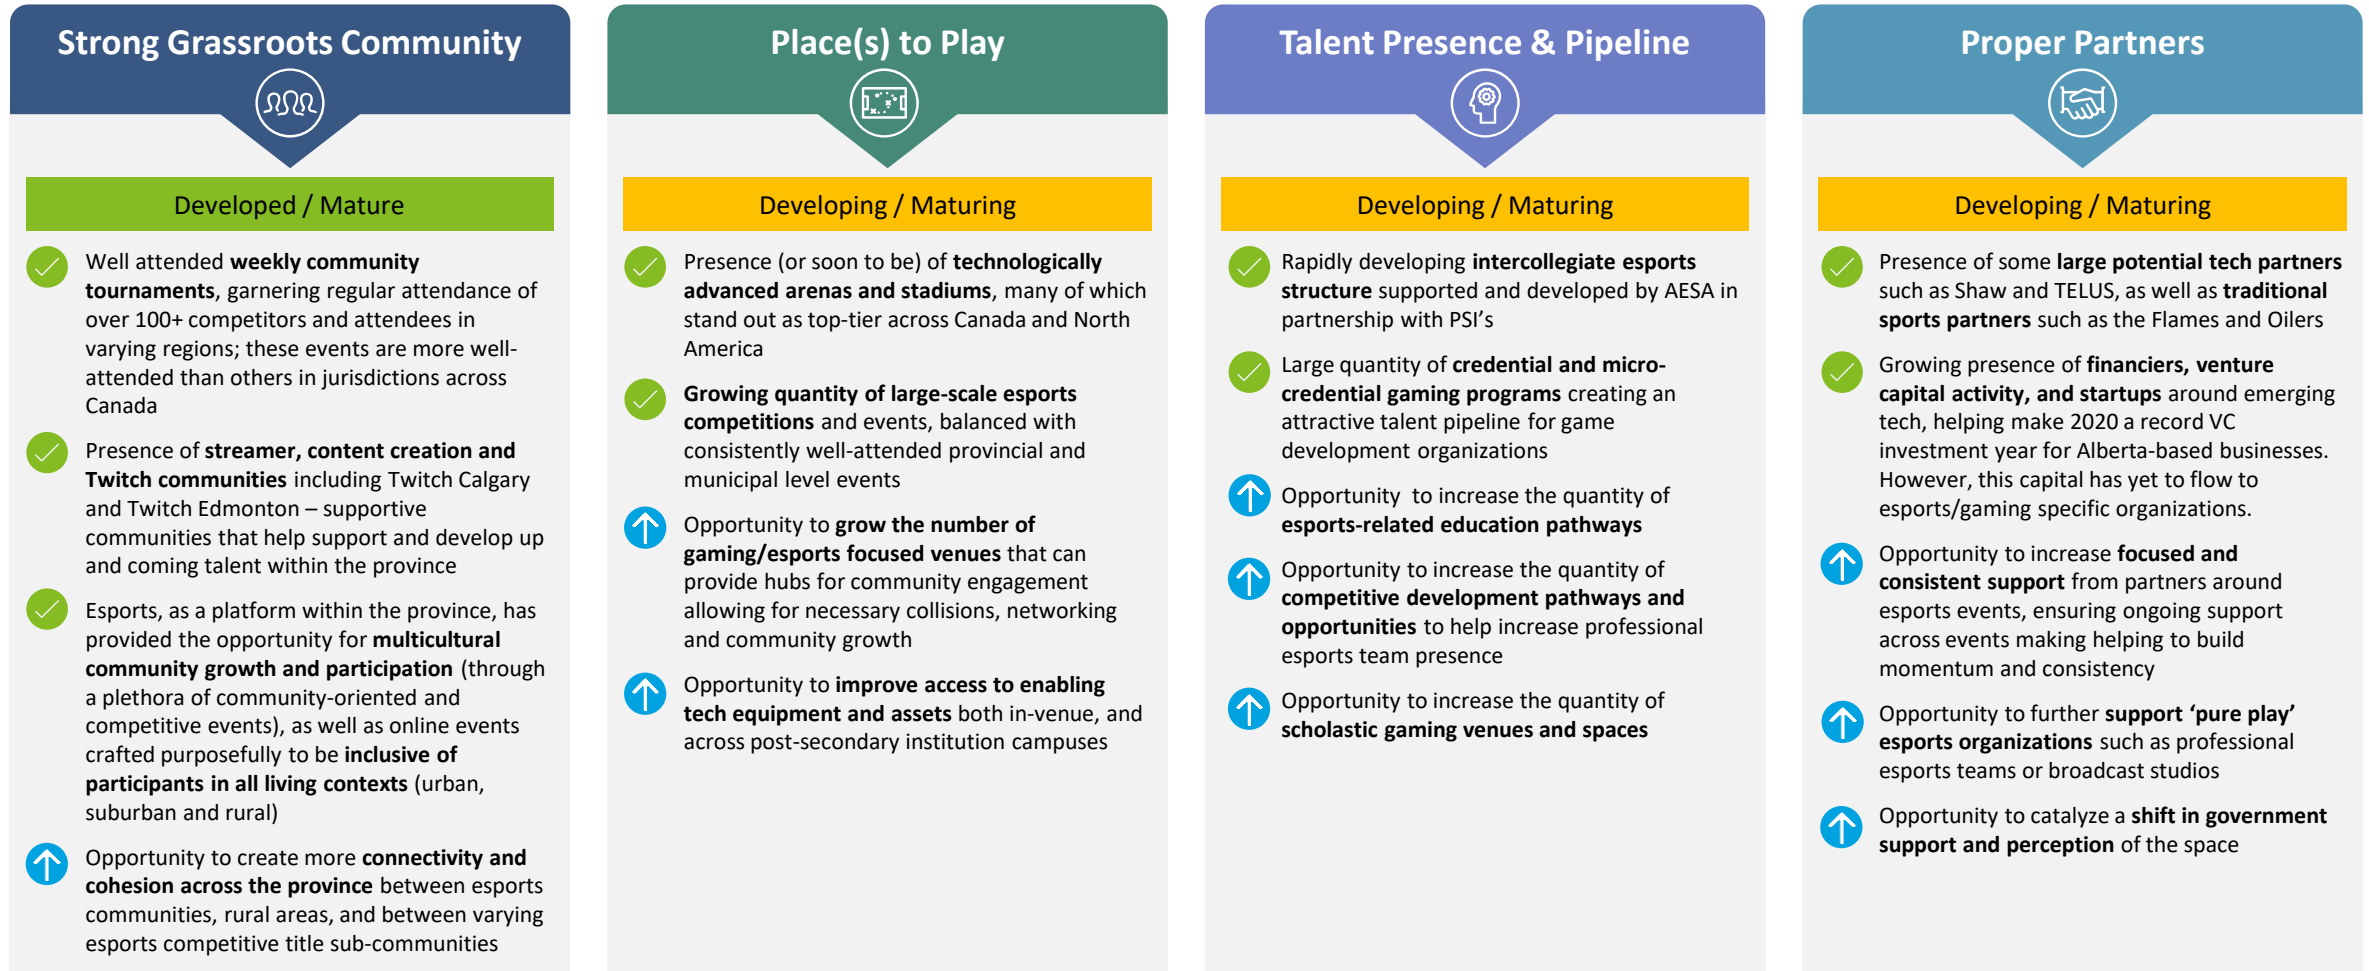 Strong Grassroots Community
Developed / Mature
Well attended weekly community
tournaments, garnering regular attendance of
over 100+ competitors and attendees in
varying regions; these events are more well-
attended than others in jurisdictions across
Canada
Presence of streamer, content creation and
Twitch communities including Twitch Calgary
and Twitch Edmonton – supportive
communities that help support and develop up
and coming talent within the province
Esports, as a platform within the province, has
provided the opportunity for multicultural
community growth and participation (through
a plethora of community-oriented and
competitive events), as well as online events
crafted purposefully to be inclusive of
participants in all living contexts (urban,
suburban and rural)
Opportunity to create more connectivity and
cohesion across the province between esports
communities, rural areas, and between varying
esports competitive title sub-communities
Place(s) to Play
Developing / Maturing
Presence (or soon to be) of technologically
advanced arenas and stadiums, many of which
stand out as top-tier across Canada and North
America
Growing quantity of large-scale esports
competitions and events, balanced with
consistently well-attended provincial and
municipal level events
Opportunity to grow the number of
gaming/esports focused venues that can
provide hubs for community engagement
allowing for necessary collisions, networking
and community growth
Opportunity to improve access to enabling
tech equipment and assets both in-venue, and
across post-secondary institution campuses
Talent Presence & Pipeline
Developing / Maturing
Rapidly developing intercollegiate esports
structure supported and developed by AESA in
partnership with PSI's
Large quantity of credential and micro-
credential gaming programs creating an
attractive talent pipeline for game
development organizations
Opportunity  to increase the quantity of
esports-related education pathways
Opportunity to increase the quantity of
competitive development pathways and
opportunities to help increase professional
esports team presence
Opportunity to increase the quantity of
scholastic gaming venues and spaces
Proper Partners
Developing / Maturing
Presence of some large potential tech partners
such as Shaw and TELUS, as well as traditional
sports partners such as the Flames and Oilers
Growing presence of financiers, venture
capital activity, and startups around emerging
tech, helping make 2020 a record VC
investment year for Alberta-based businesses.
However, this capital has yet to flow to
esports/gaming specific organizations.
Opportunity to increase focused and
consistent support from partners around
esports events, ensuring ongoing support
across events making helping to build
momentum and consistency
Opportunity to further support ‘pure play’
esports organizations such as professional
esports teams or broadcast studios
Opportunity to catalyze a shift in government
support and perception of the space